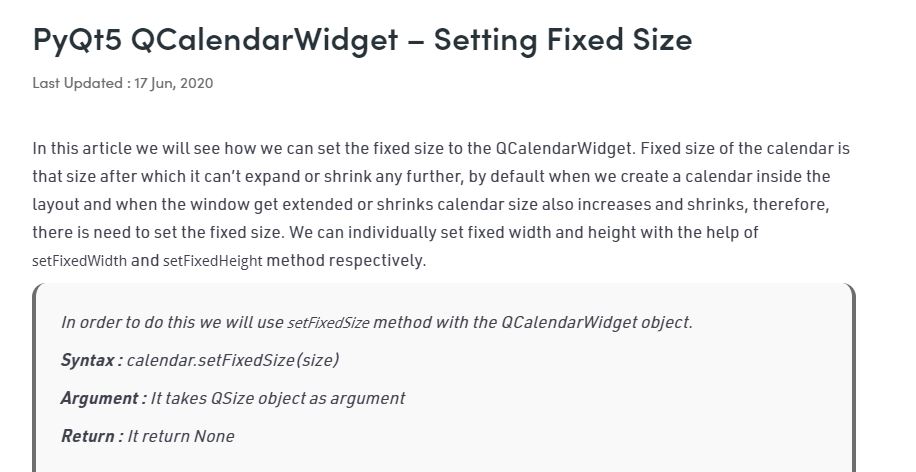 PyQt5 QCalendarWidget – Setting Fixed Size
Last Updated : 17 Jun, 2020
In this article we will see how we can set the fixed size to the QCalendarWidget. Fixed size of the calendar is
that size after which it can’t expand or shrink any further, by default when we create a calendar inside the
layout and when the window get extended or shrinks calendar size also increases and shrinks, therefore,
there is need to set the fixed size. We can individually set fixed width and height with the help of
setFixedWidth and setFixedHeight method respectively.
In order to do this we will use setFixedSize method with the QCalendarWidget object.
Syntax : calendar.setFixedSize(size)
Argument : It takes QSize object as argument
Return : It return None